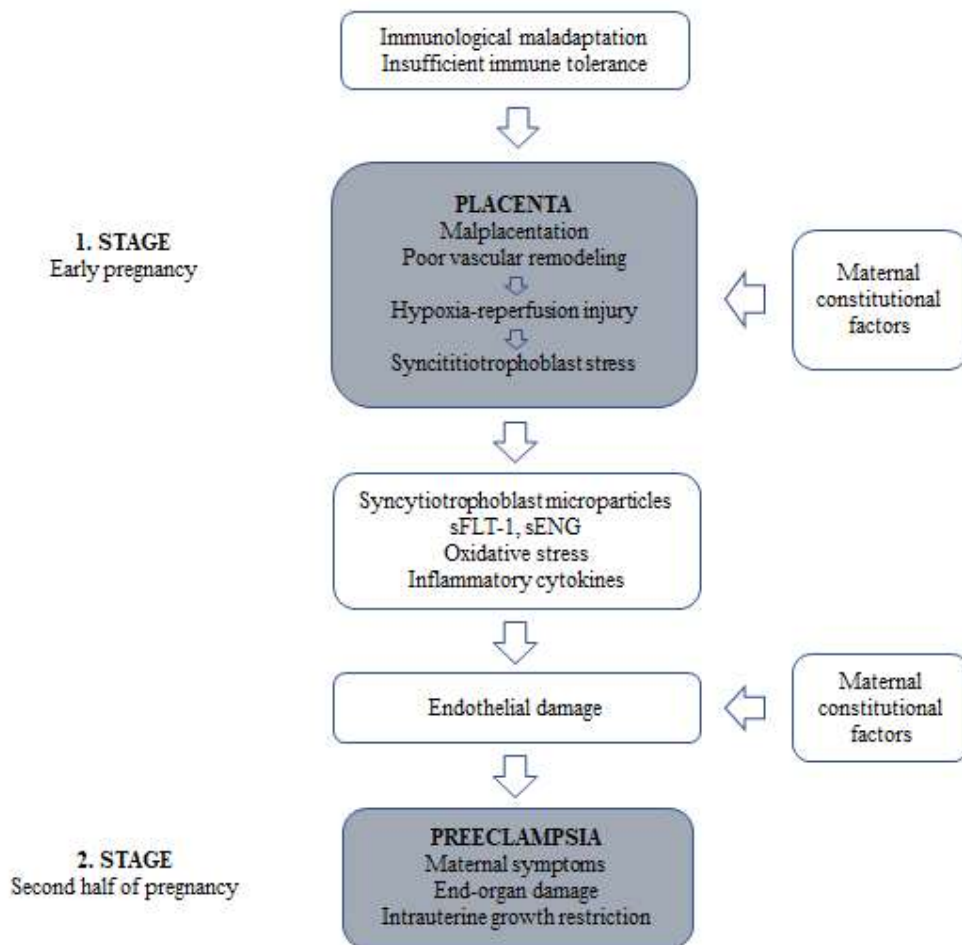 Immunological maladaptation
Insufficient immune tolerance
PLACENTA
Malplacentation
Poor vascular remodeling
Hypoxia-reperfusion injury
Syncititiotrophoblast stress
1. STAGE
Early pregnancy
Maternal
constitutional
factors
Syncytiotrophoblast microparticles
sFLT-1, sENG
Oxidative stress
Inflammatory cytokines
Endothelial damage
Maternal
constitutional
factors
2. STAGE
Second half of pregnancy
PREECLAMPSIA
Maternal symptoms
End-organ damage
Intrauterine growth restriction